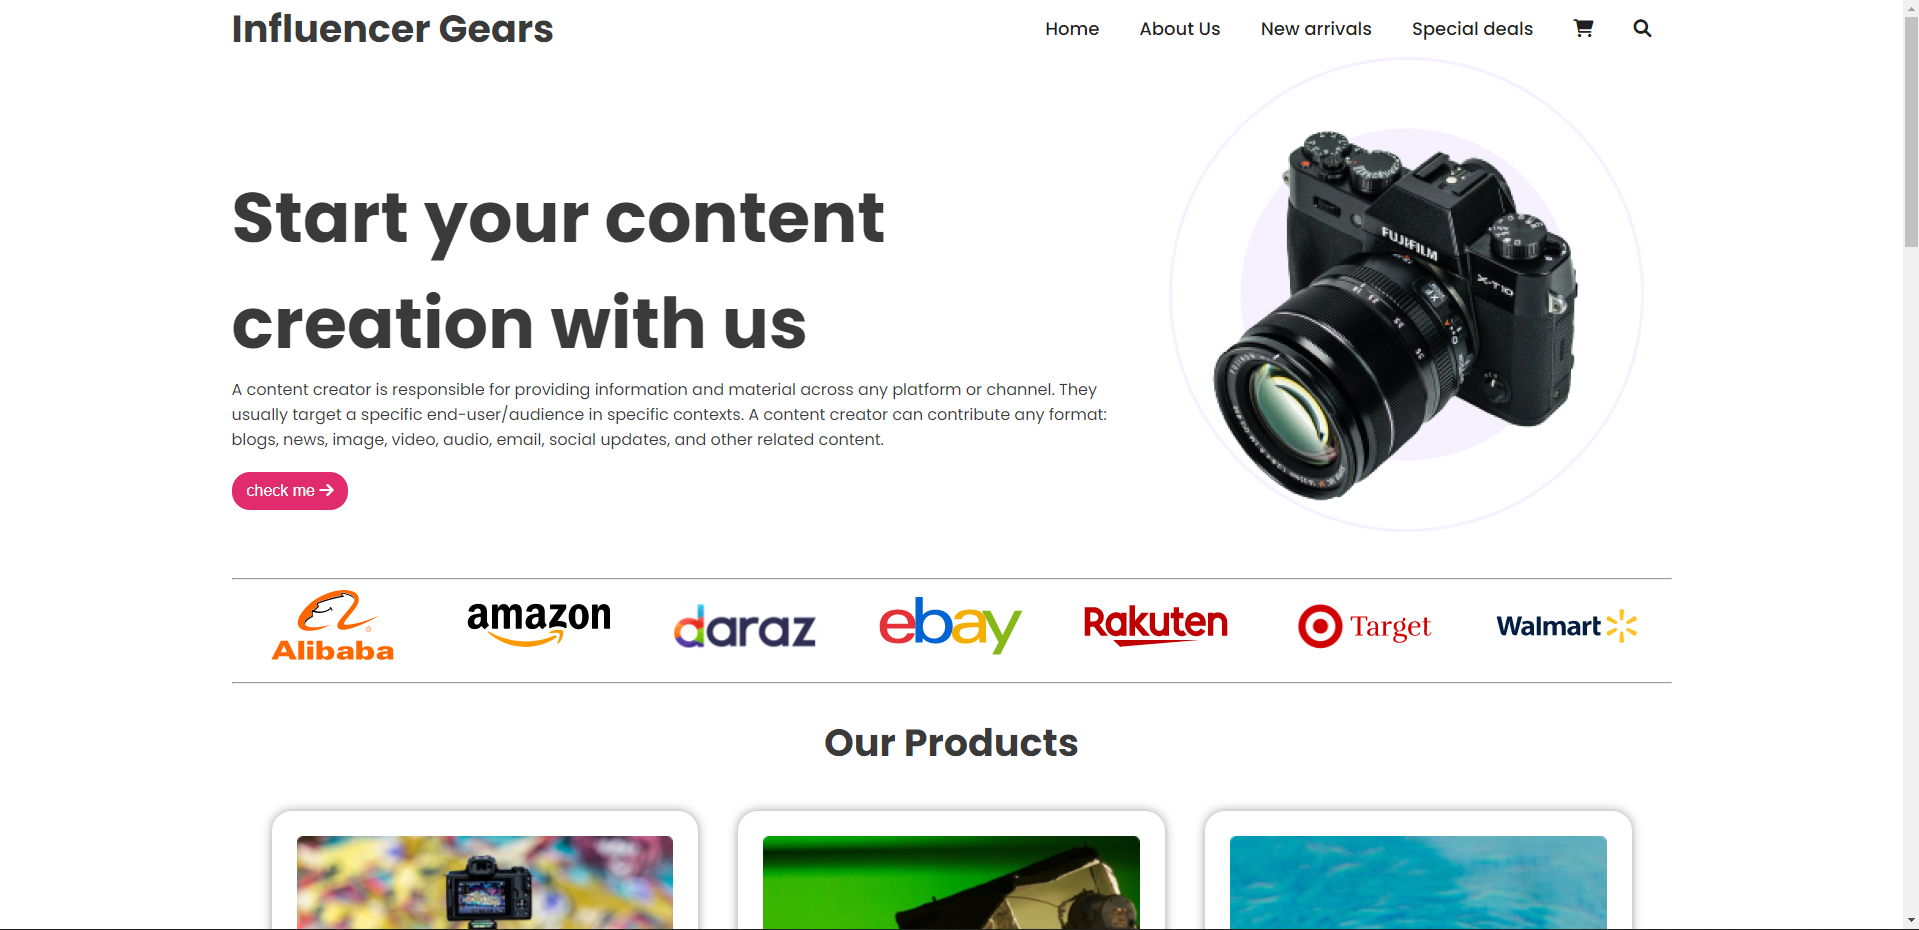 Influencer Gears
Home About Us New arrivals Special deals
Start your content
creation with us
A content creator is responsible for providing information and material across any platform or channel. They
usually target a specific end-user/audience in specific contexts. A content creator can contribute any format:
blogs, news, image, video, audio, email, social updates, and other related content.
check me
FUJIFILM
X-T10
Alibaba
amazon
daraz
ebay
Rakuten
Target
Walmart
Our Products